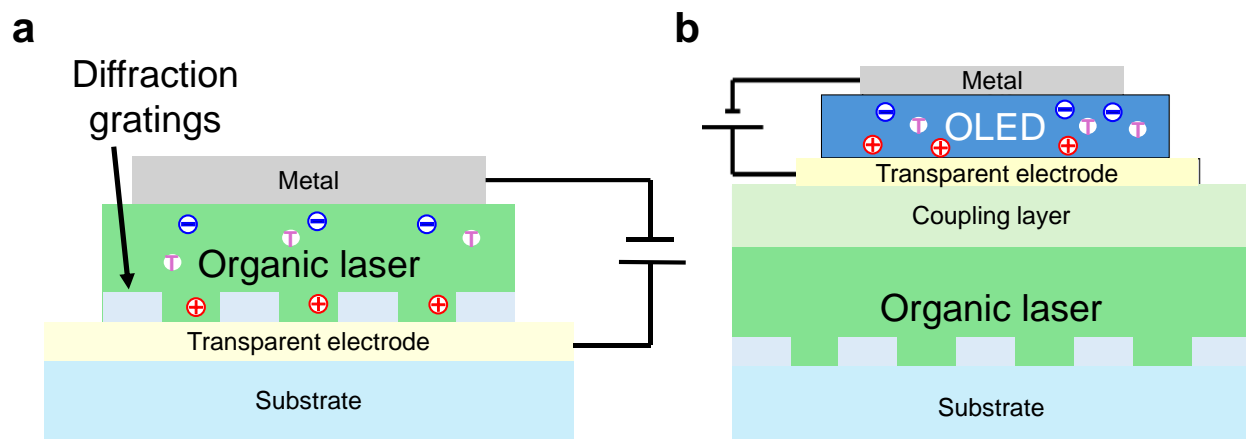 a
Diffraction
gratings
Metal
T
T
T
Organic laser
Transparent electrode
Substrate
b
Metal
OLED
T
T
T
Transparent electrode
Coupling layer
Organic laser
Substrate